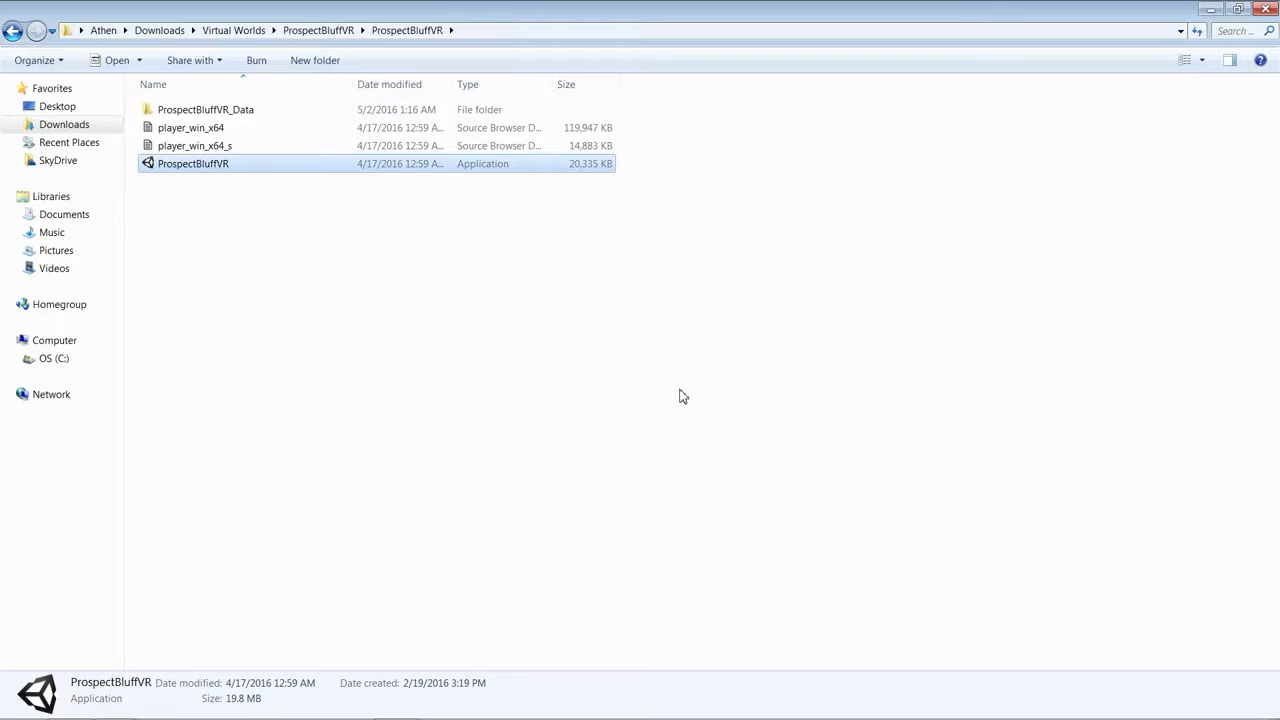 Athen Downloads Virtual Worlds ProspectBluffVR ProspectBluffVR Search ...
Organize Open Share with Burn New folder
Favorites
Desktop
Downloads
Recent Places
SkyDrive
Libraries
Documents
Music
Pictures
Videos
Homegroup
Computer
OS (C:)
Network
Name Date modified Type Size
ProspectBluffVR_Data 5/2/2016 1:16 AM File folder
player_win_x64 4/17/2016 12:59 A... Source Browser D... 119,947 KB
player_win_x64_s 4/17/2016 12:59 A... Source Browser D... 14,883 KB
ProspectBluffVR 4/17/2016 12:59 A... Application 20,335 KB
ProspectBluffVR Date modified: 4/17/2016 12:59 AM Date created: 2/19/2016 3:19 PM
Application Size: 19.8 MB